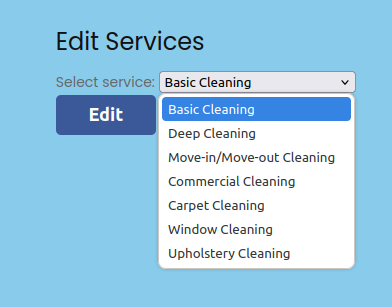 Edit Services
Select service: Basic Cleaning
Edit
Basic Cleaning
Deep Cleaning
Move-in/Move-out Cleaning
Commercial Cleaning
Carpet Cleaning
Window Cleaning
Upholstery Cleaning